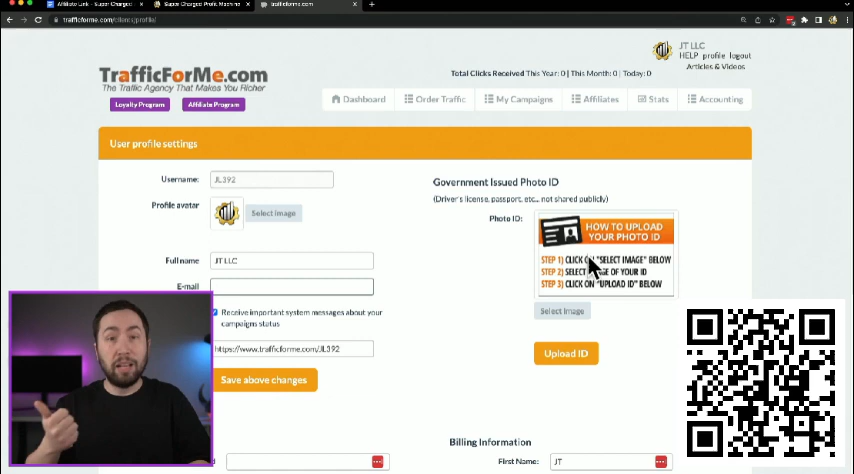 Affiliate Link - Super Charged
Super Charged Profit Machine
trafficforme.com
trafficforme.com/clients/profile/
JT LLC
HELP profile logout
Articles & Videos
TrafficForMe.com
The Traffic Agency That Makes You Richer
Total Clicks Received This Year: 0 | This Month: 0 | Today: 0
Loyalty Program
Affiliate Program
Dashboard
Order Traffic
My Campaigns
Affiliates
Stats
Accounting
User profile settings
Username:
JL392
Profile avatar
Select Image
Full name
JT LLC
E-mail
Receive important system messages about your
campaigns status
https://www.trafficforme.com/JL392
Save above changes
Government Issued Photo ID
(Driver's license, passport, etc... not shared publicly)
Photo ID:
HOW TO UPLOAD
YOUR PHOTO ID
STEP 1) CLICK ON "SELECT IMAGE" BELOW
STEP 2) SELECT IMAGE OF YOUR ID
STEP 3) CLICK ON "UPLOAD ID" BELOW
Select Image
Upload ID
Billing Information
First Name:
JT